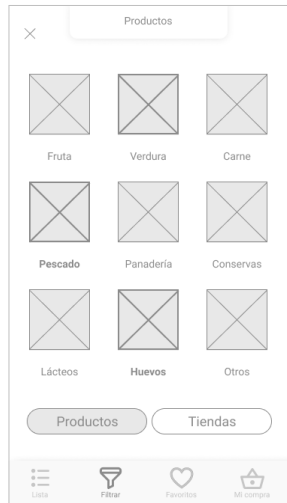 Productos
Fruta Verdura Carne
Pescado Panadería Conservas
Lácteos Huevos Otros
Productos Tiendas
Lista Filtrar Favoritos Mi compra